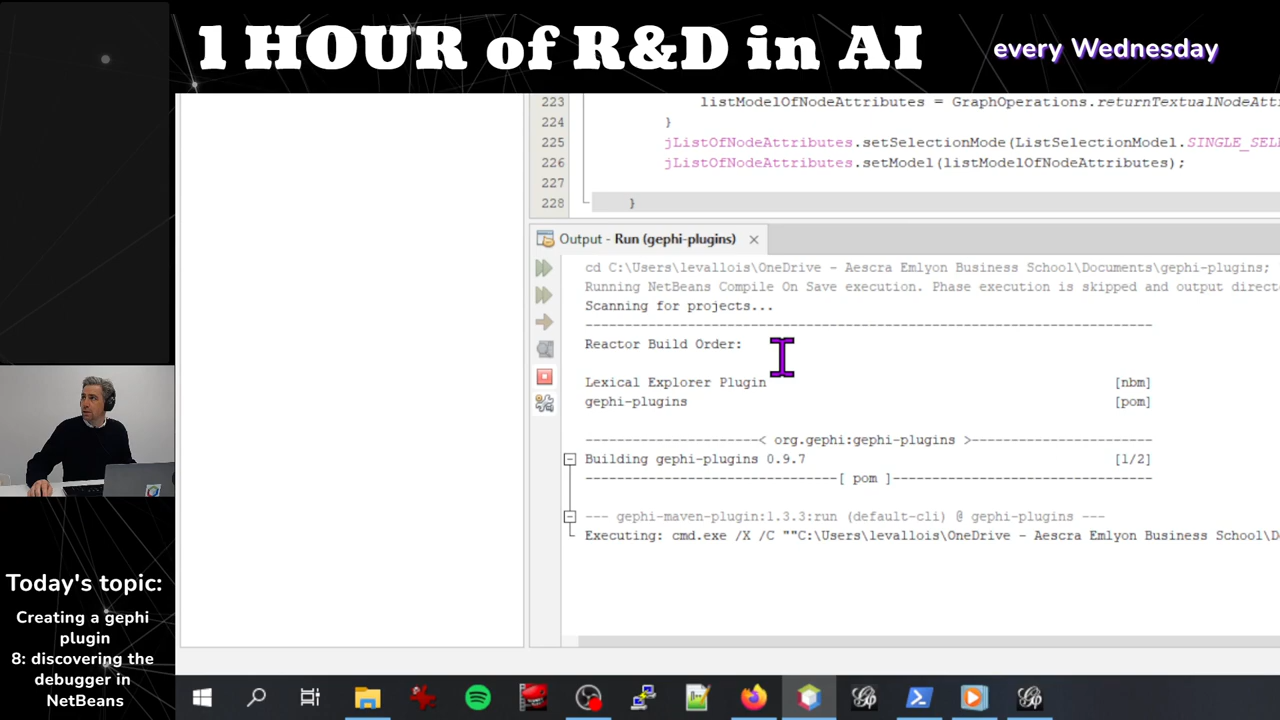 1 HOUR of R&D in AI
every Wednesday
223 listModelOfNodeAttributes = GraphOperations.returnTextualNodeAttri
224 }
225 jListOfNodeAttributes.setSelectionMode(ListSelectionModel.SINGLE_SEL
226 jListOfNodeAttributes.setModel(listModelOfNodeAttributes);
227
228 }
Output - Run (gephi-plugins)
cd C:\Users\levallois\OneDrive - Aescra Emlyon Business School\Documents\gephi-plugins;
Running NetBeans Compile On Save execution. Phase execution is skipped and output direct
Scanning for projects...
------------------------------------------------------------------------
Reactor Build Order:
Lexical Explorer Plugin [nbm]
gephi-plugins [pom]
----------------------< org.gephi:gephi-plugins >-----------------------
Building gephi-plugins 0.9.7 [1/2]
--------------------------------[ pom ]---------------------------------
--- gephi-maven-plugin:1.3.3:run (default-cli) @ gephi-plugins ---
Executing: cmd.exe /X /C ""C:\Users\levallois\OneDrive - Aescra Emlyon Business School\D
Today's topic:
Creating a gephi
plugin
8: discovering the
debugger in
NetBeans